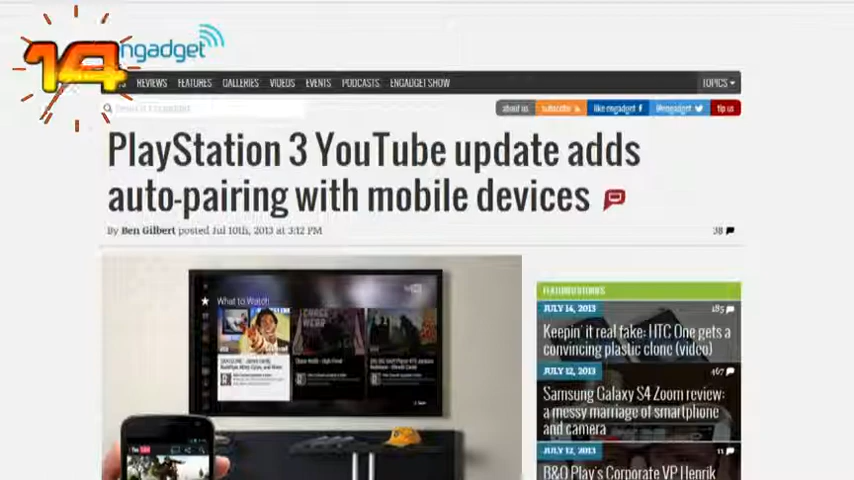 14
engadget
REVIEWS FEATURES GALLERIES VIDEOS EVENTS PODCASTS ENGADGET SHOW TOPICS
about us subscribe like engadget @engadget tip us
PlayStation 3 YouTube update adds
auto-pairing with mobile devices
By Ben Gilbert posted Jul 10th, 2013 at 3:12 PM 38
What to Watch
FEATURED STORIES
JULY 14, 2013 185
Keepin' it real fake: HTC One gets a
convincing plastic clone (video)
JULY 12, 2013 467
Samsung Galaxy S4 Zoom review:
a messy marriage of smartphone
and camera
JULY 12, 2013 11
B&O Play's Corporate VP Henrik